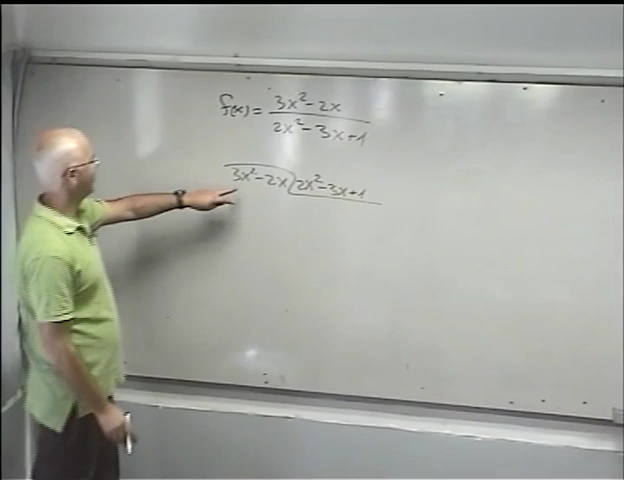 f(x) = 3x²-2x / 2x²-3x+1
3x²-2x 2x²-3x+1